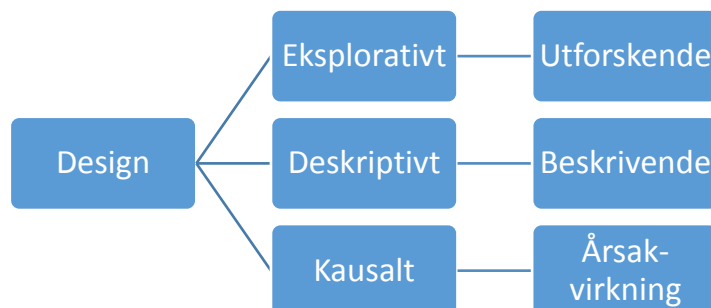 Eksplorativt
Utforskende
Design
Deskriptivt
Beskrivende
Kausalt
Årsak-
virkning